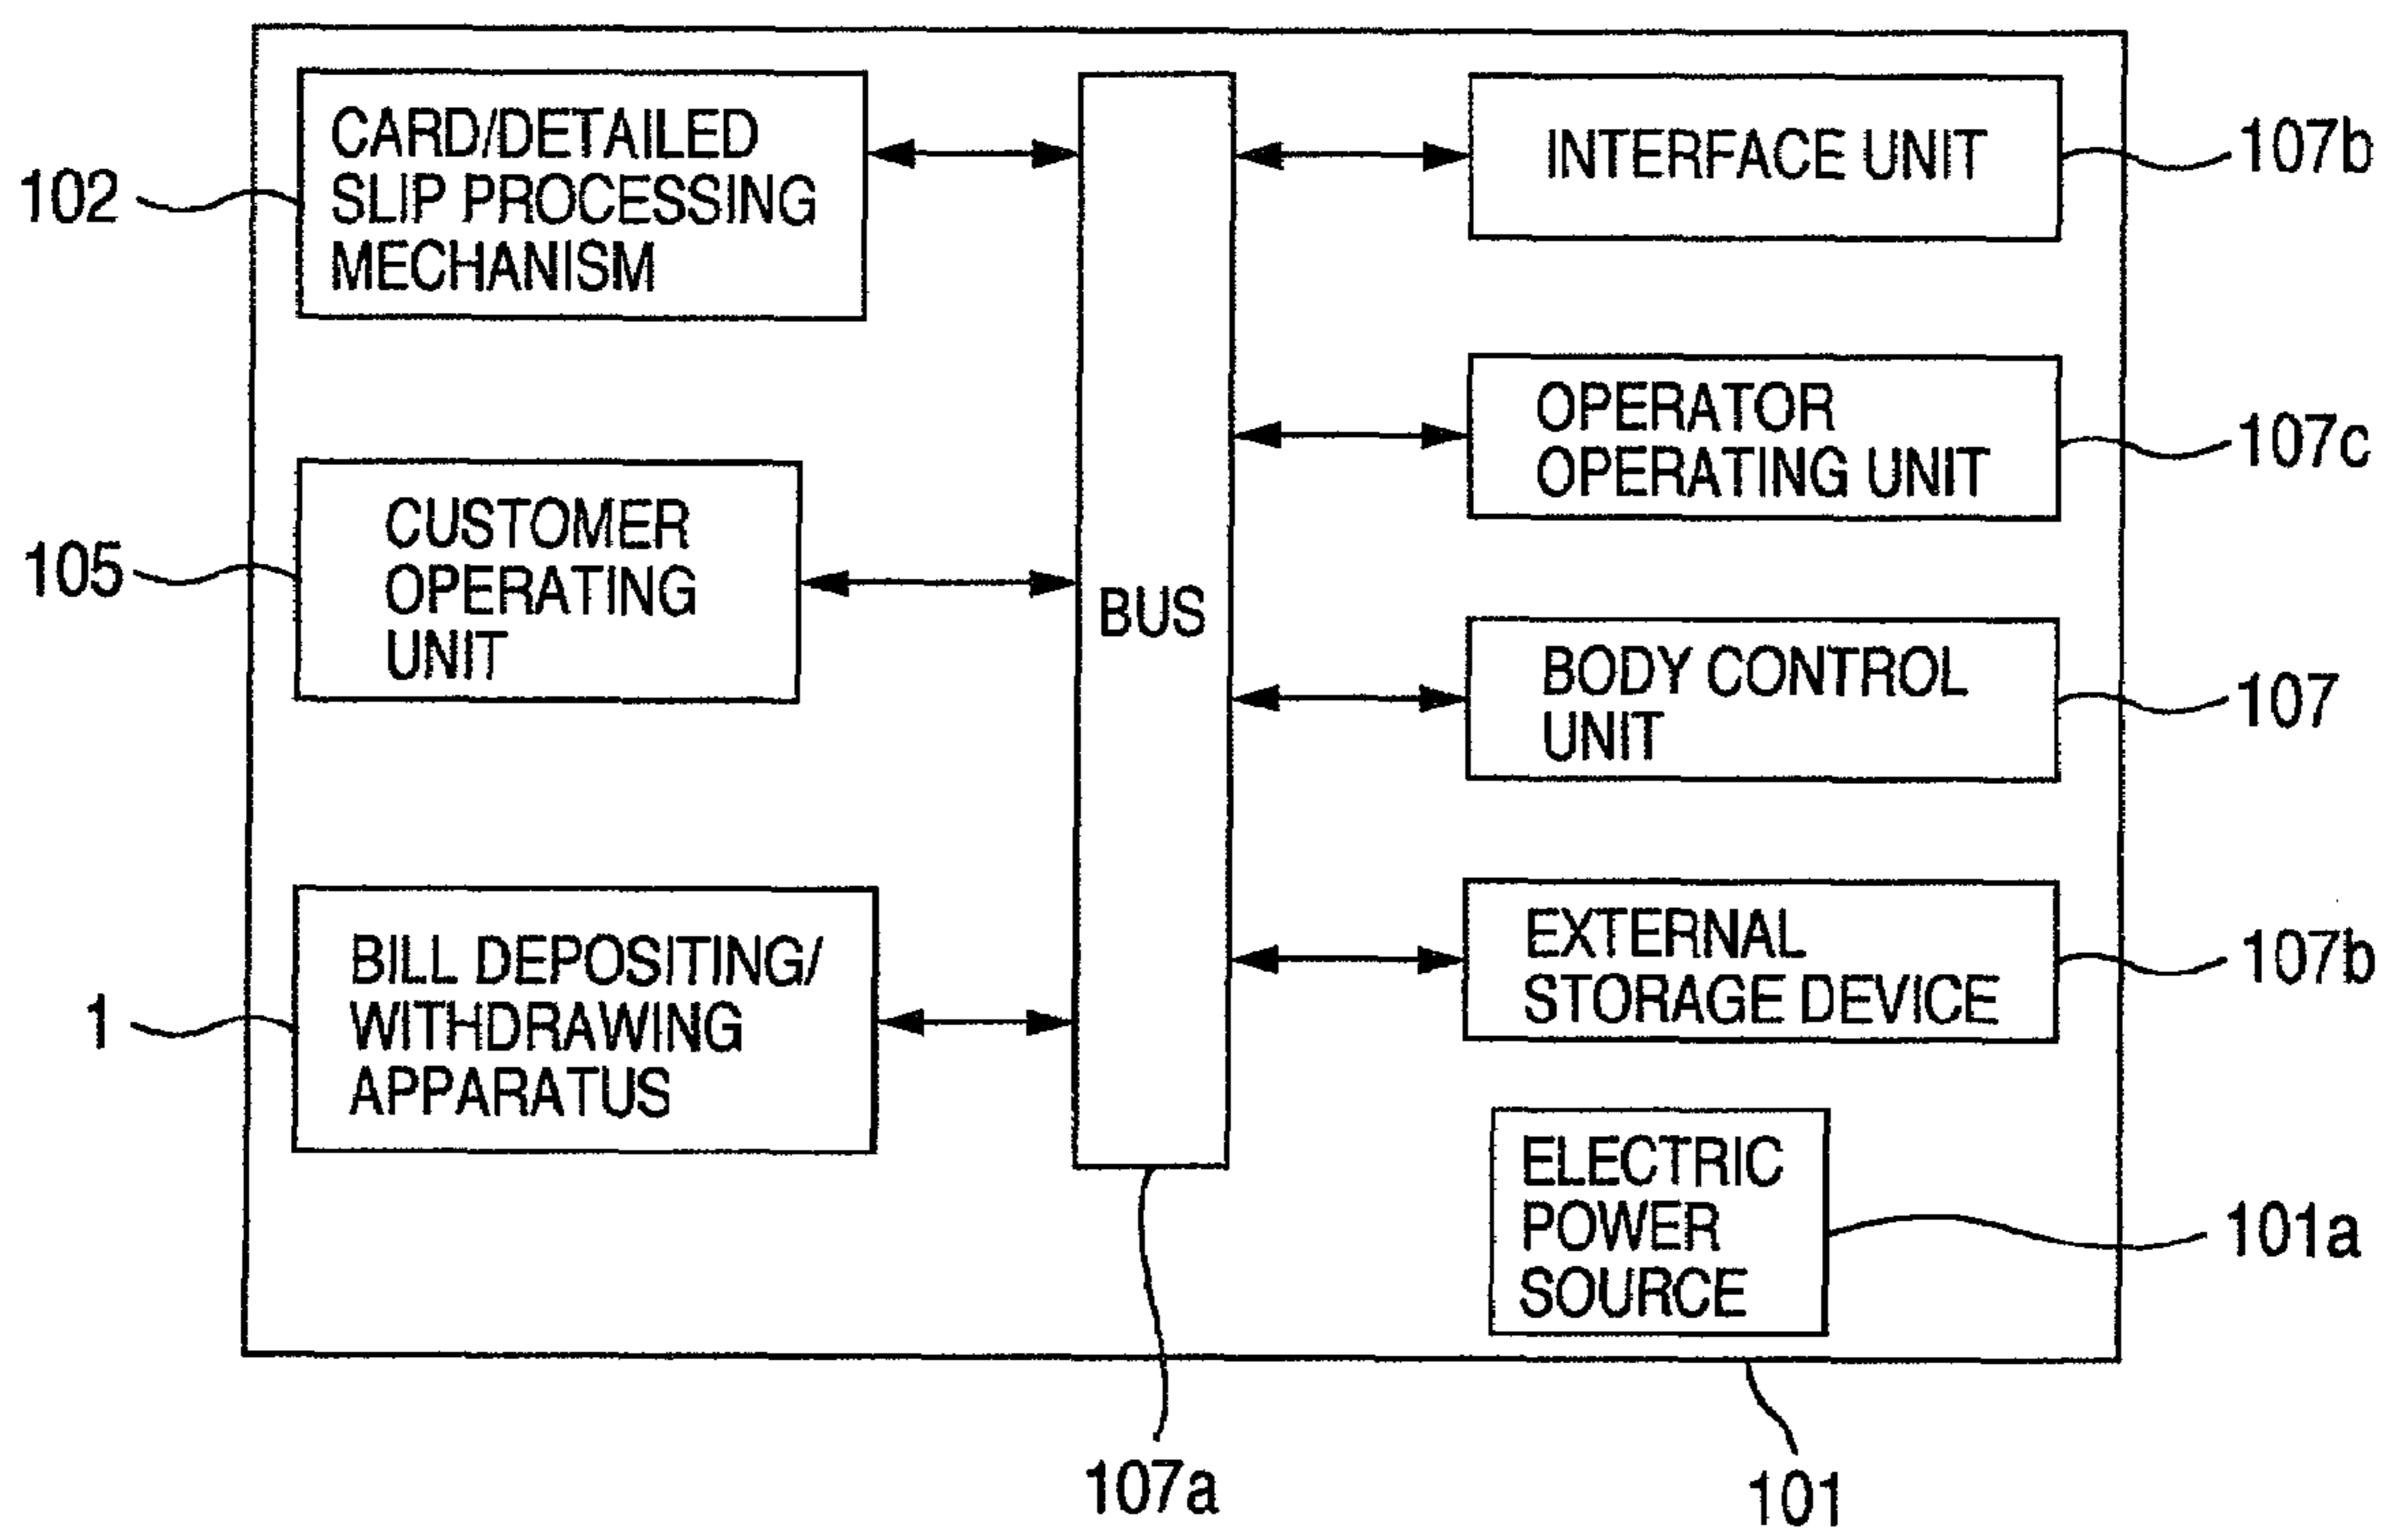 CARD/DETAILED
SLIP PROCESSING
MECHANISM
102
CUSTOMER
OPERATING
UNIT
105
BILL DEPOSITING/
WITHDRAWING
APPARATUS
1
BUS
107a
INTERFACE UNIT
107b
OPERATOR
OPERATING UNIT
107c
BODY CONTROL
UNIT
107
EXTERNAL
STORAGE DEVICE
107b
ELECTRIC
POWER
SOURCE
101a
101